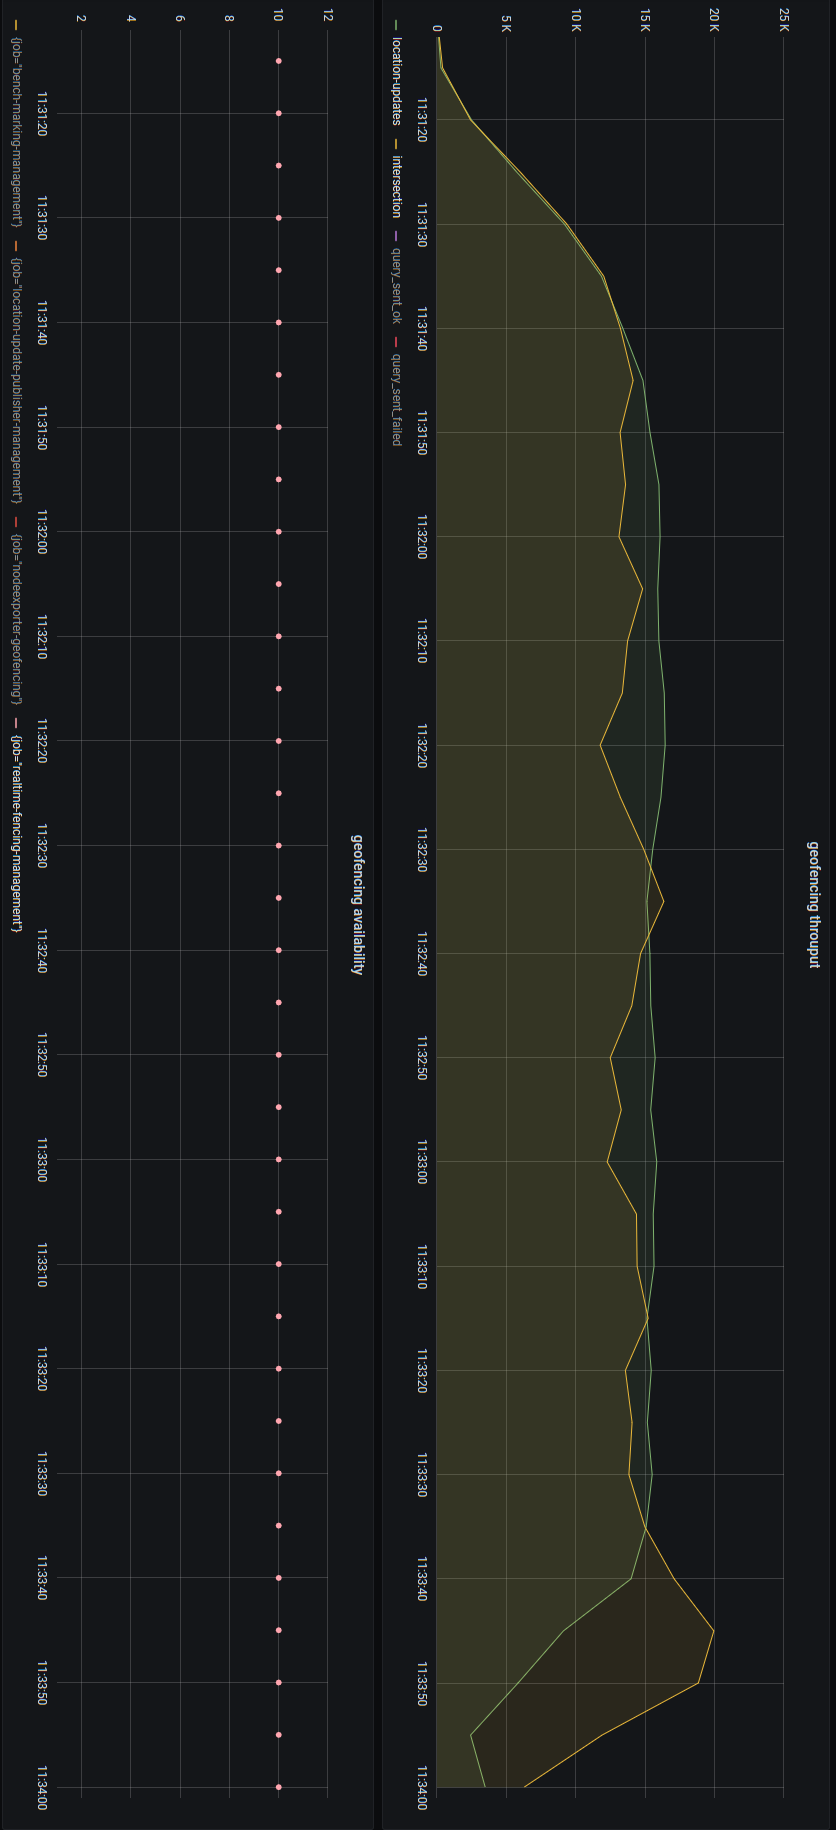 geofencing throuput
25 K
20 K
15 K
10 K
5 K
0
11:31:20 11:31:30 11:31:40 11:31:50 11:32:00 11:32:10 11:32:20 11:32:30 11:32:40 11:32:50 11:33:00 11:33:10 11:33:20 11:33:30 11:33:40 11:33:50 11:34:00
location-updates intersection query_sent_ok query_sent_failed
geofencing availability
12
10
8
6
4
2
11:31:20 11:31:30 11:31:40 11:31:50 11:32:00 11:32:10 11:32:20 11:32:30 11:32:40 11:32:50 11:33:00 11:33:10 11:33:20 11:33:30 11:33:40 11:33:50 11:34:00
{job="bench-marking-management"} {job="location-update-publisher-management"} {job="nodeexporter-geofencing"} {job="realtime-fencing-management"}